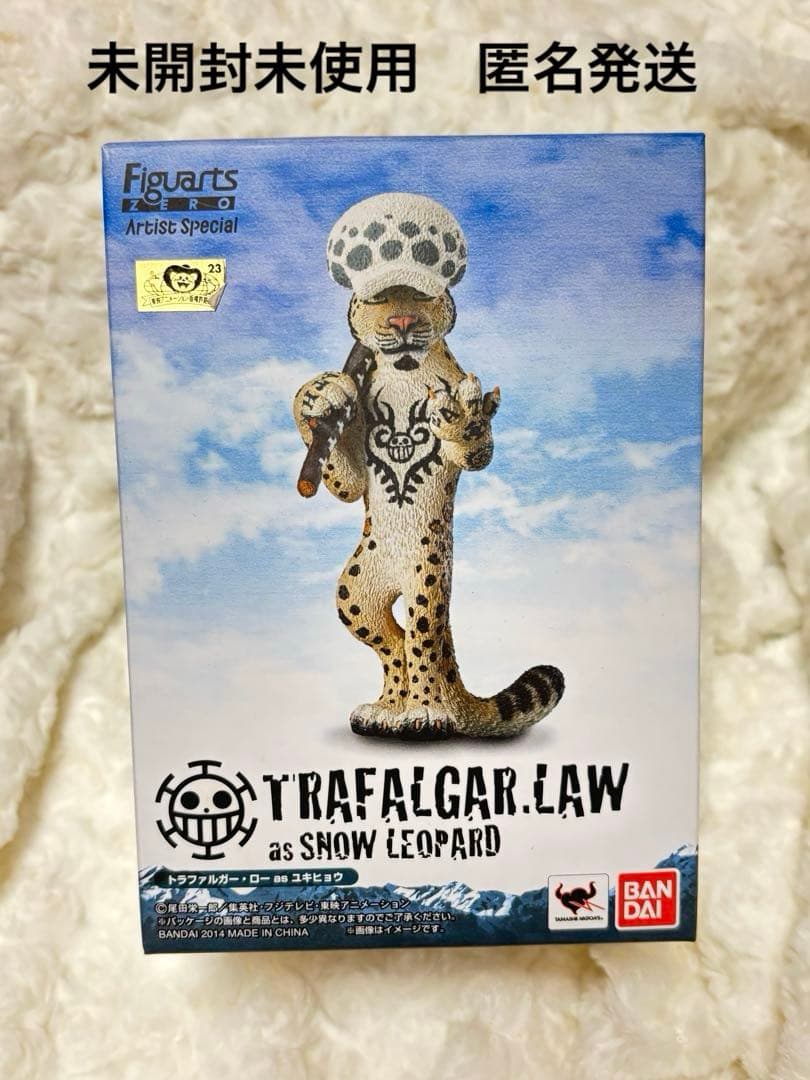 未開封未使用　匿名発送
Figuarts
ZERO
Artist Special
23
TRAFALGAR.LAW
as SNOW LEOPARD
トラファルガー・ロー as ユキヒョウ
©尾田栄一郎／集英社・フジテレビ・東映アニメーション
※パッケージの画像と商品とは、多少異なりますのでご了承ください。
BANDAI 2014 MADE IN CHINA ※画像はイメージです。
TAMASHII NATIONS
BAN
DAI